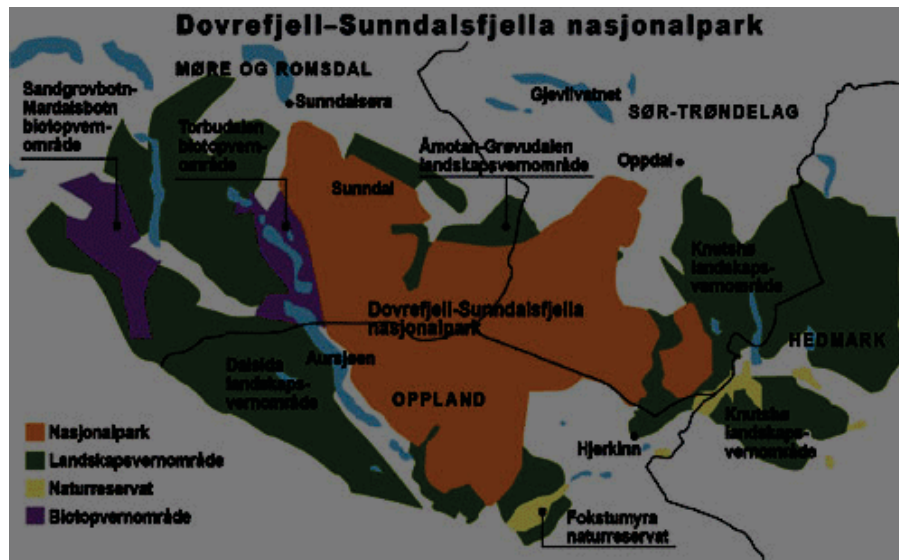 Dovrefjell–Sunndalsfjella nasjonalpark
MØRE OG ROMSDAL
Sandgrovbotn-
Mardalsbotn
biotopvern-
område
Sunndalsøra
Gjevilvatnet
SØR-TRØNDELAG
Torbudalen
biotopvern-
område
Åmotan-Grøvudalen
landskapsvernområde
Oppdal
Sunndal
Knutshø
landskaps-
vernområde
Dovrefjell-Sunndalsfjella
nasjonalpark
HEDMARK
Aursjøen
Dalsida
landskaps-
vernområde
OPPLAND
Knutshø
landskaps-
vernområde
Hjerkinn
Nasjonalpark
Landskapsvernområde
Naturreservat
Biotopvernområde
Fokstumyra
naturreservat